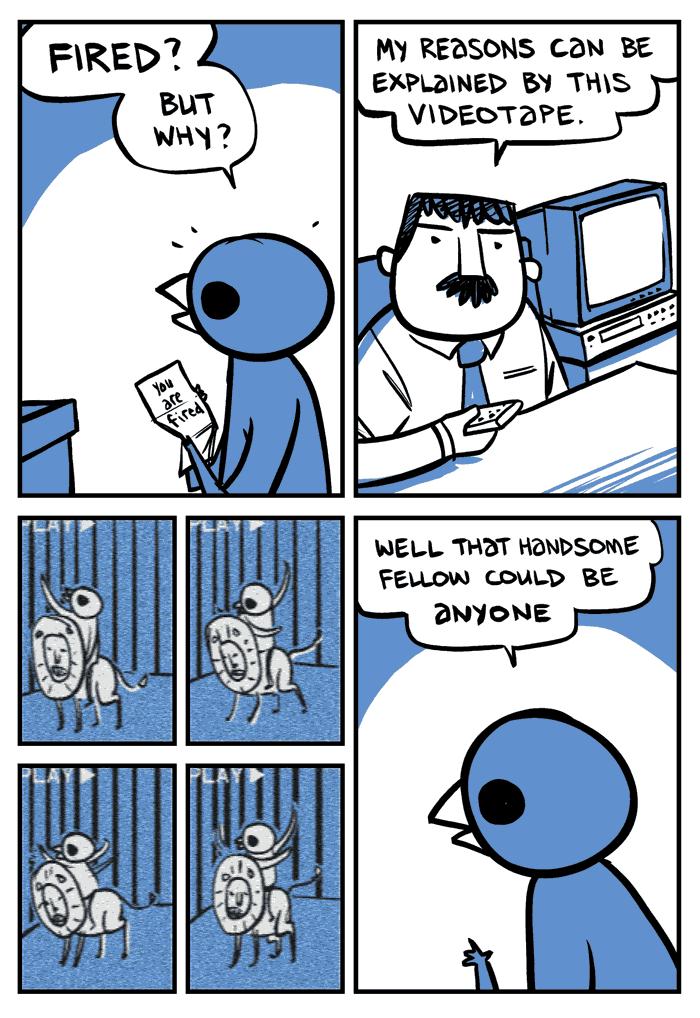 FIRED?
BUT
WHY?
You
are
fired
MY REASONS CAN BE
EXPLAINED BY THIS
VIDEOTAPE.
PLAY
PLAY
PLAY
PLAY
WELL THAT HANDSOME
FELLOW COULD BE
ANYONE